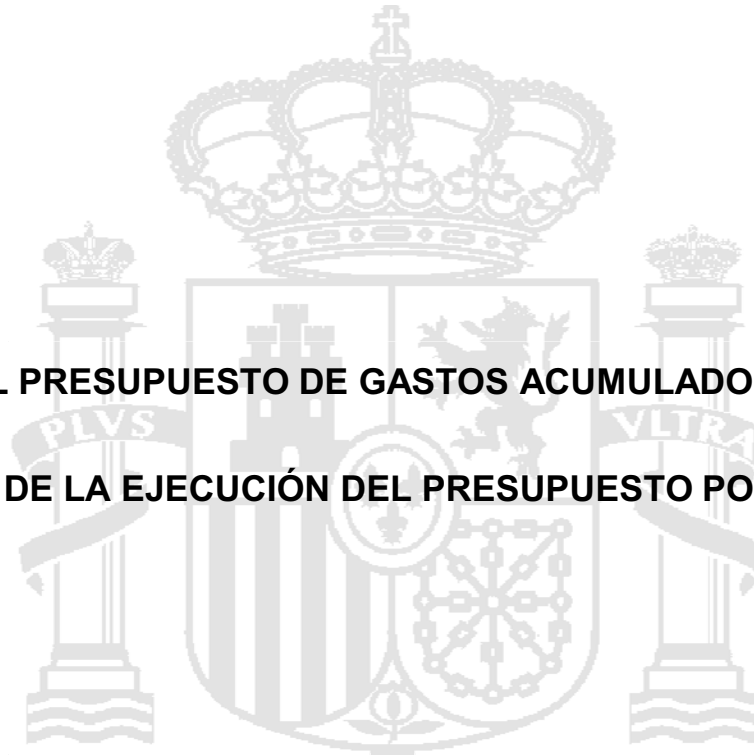 L PRESUPUESTO DE GASTOS ACUMULADO
PLVS VLTRA
DE LA EJECUCIÓN DEL PRESUPUESTO PO